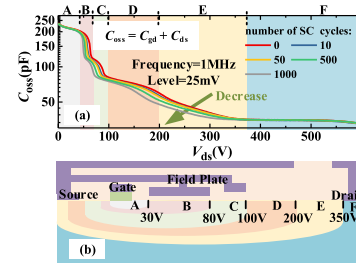 A B C D E F
250
200
150
100
50
C_oss(pF)
C_oss = C_gd + C_ds
number of SC cycles:
0 10
50 500
1000
Frequency=1MHz
Level=25mV
Decrease
(a)
0 100 200 300 400 500
V_ds(V)
Field Plate
Source Gate Drai
A B C D E F
30V 80V 100V 200V 350V
(b)